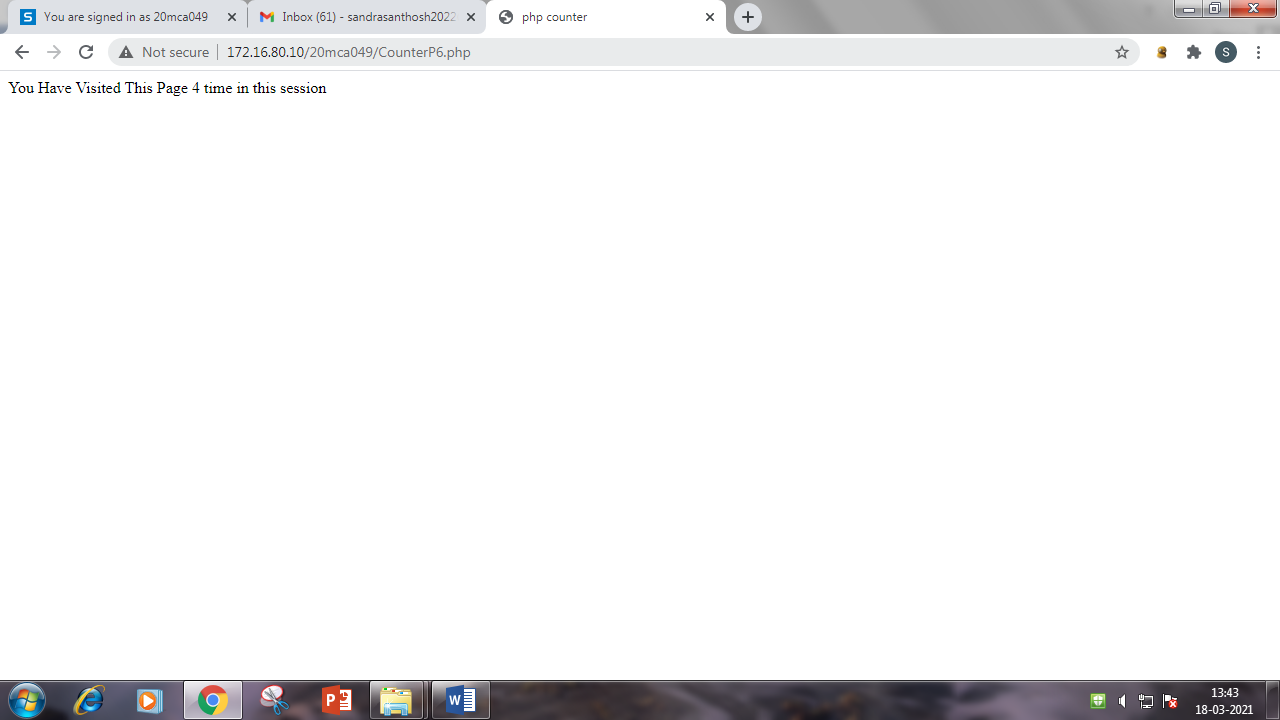 You are signed in as 20mca049
Inbox (61) - sandrasanthosh2022
php counter
Not secure
172.16.80.10/20mca049/CounterP6.php
S
You Have Visited This Page 4 time in this session
13:43
18-03-2021